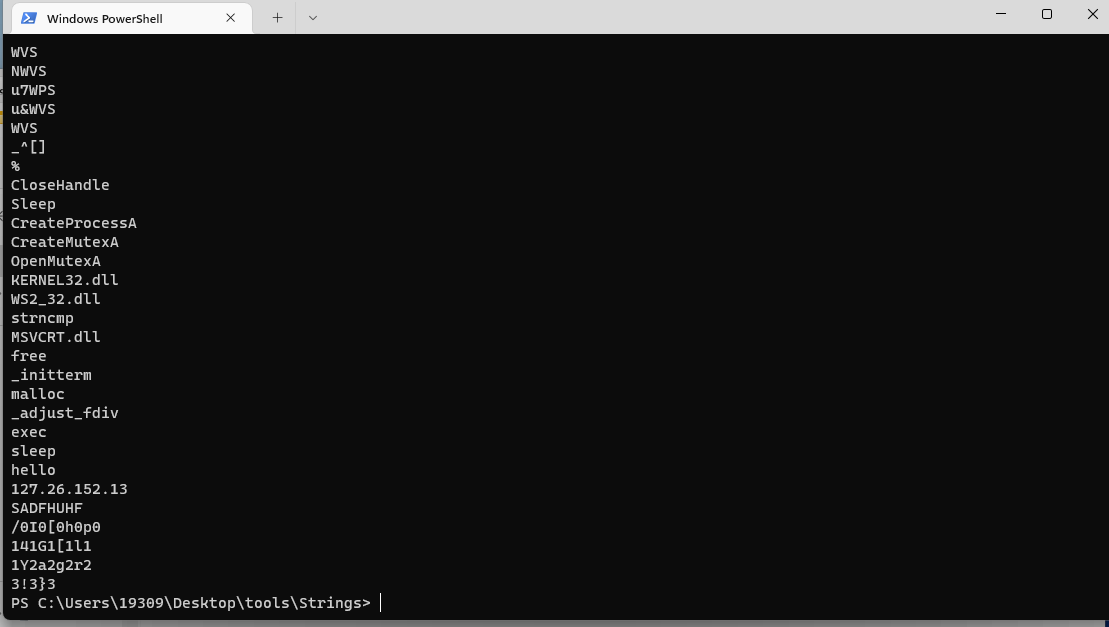 Windows PowerShell
WVS
NWVS
u7WPS
u&WVS
WVS
_^[]
%
CloseHandle
Sleep
CreateProcessA
CreateMutexA
OpenMutexA
KERNEL32.dll
WS2_32.dll
strncmp
MSVCRT.dll
free
_initterm
malloc
_adjust_fdiv
exec
sleep
hello
127.26.152.13
SADFHUHF
/0I0[0h0p0
141G1[1l1
1Y2a2g2r2
3!3}3
PS C:\Users\19309\Desktop\tools\Strings>